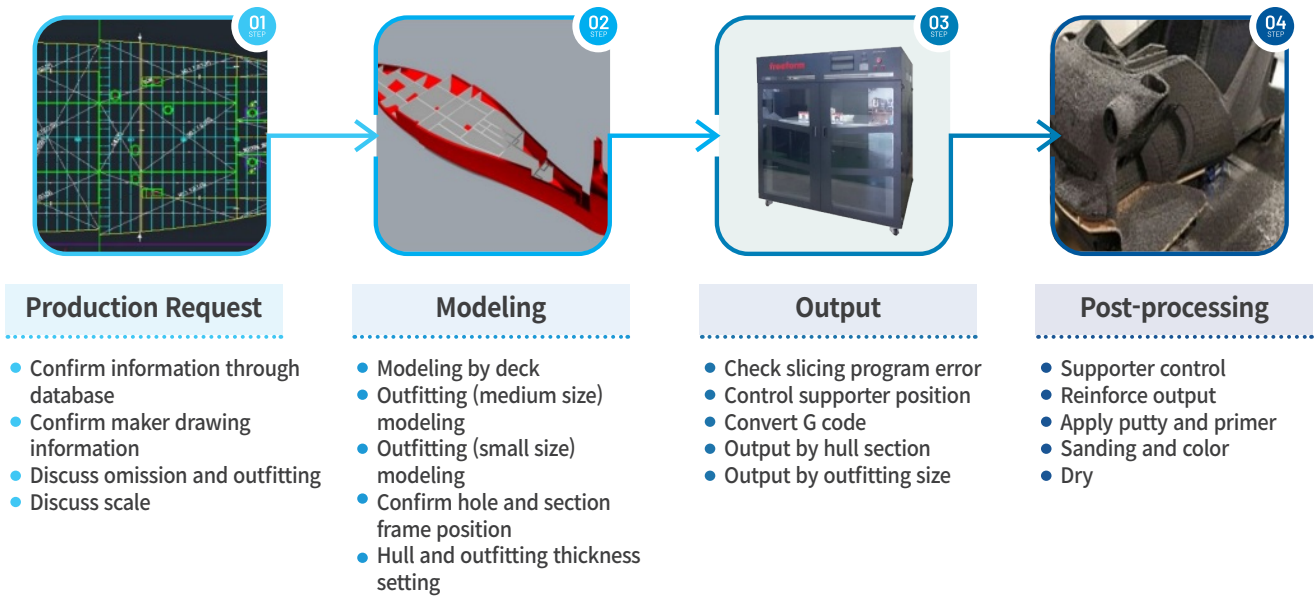 01
STEP
02
STEP
03
STEP
04
STEP
freeform
Production Request
Confirm information through
database
Confirm maker drawing
information
Discuss omission and outfitting
Discuss scale
Modeling
Modeling by deck
Outfitting (medium size)
modeling
Outfitting (small size)
modeling
Confirm hole and section
frame position
Hull and outfitting thickness
setting
Output
Check slicing program error
Control supporter position
Convert G code
Output by hull section
Output by outfitting size
Post-processing
Supporter control
Reinforce output
Apply putty and primer
Sanding and color
Dry